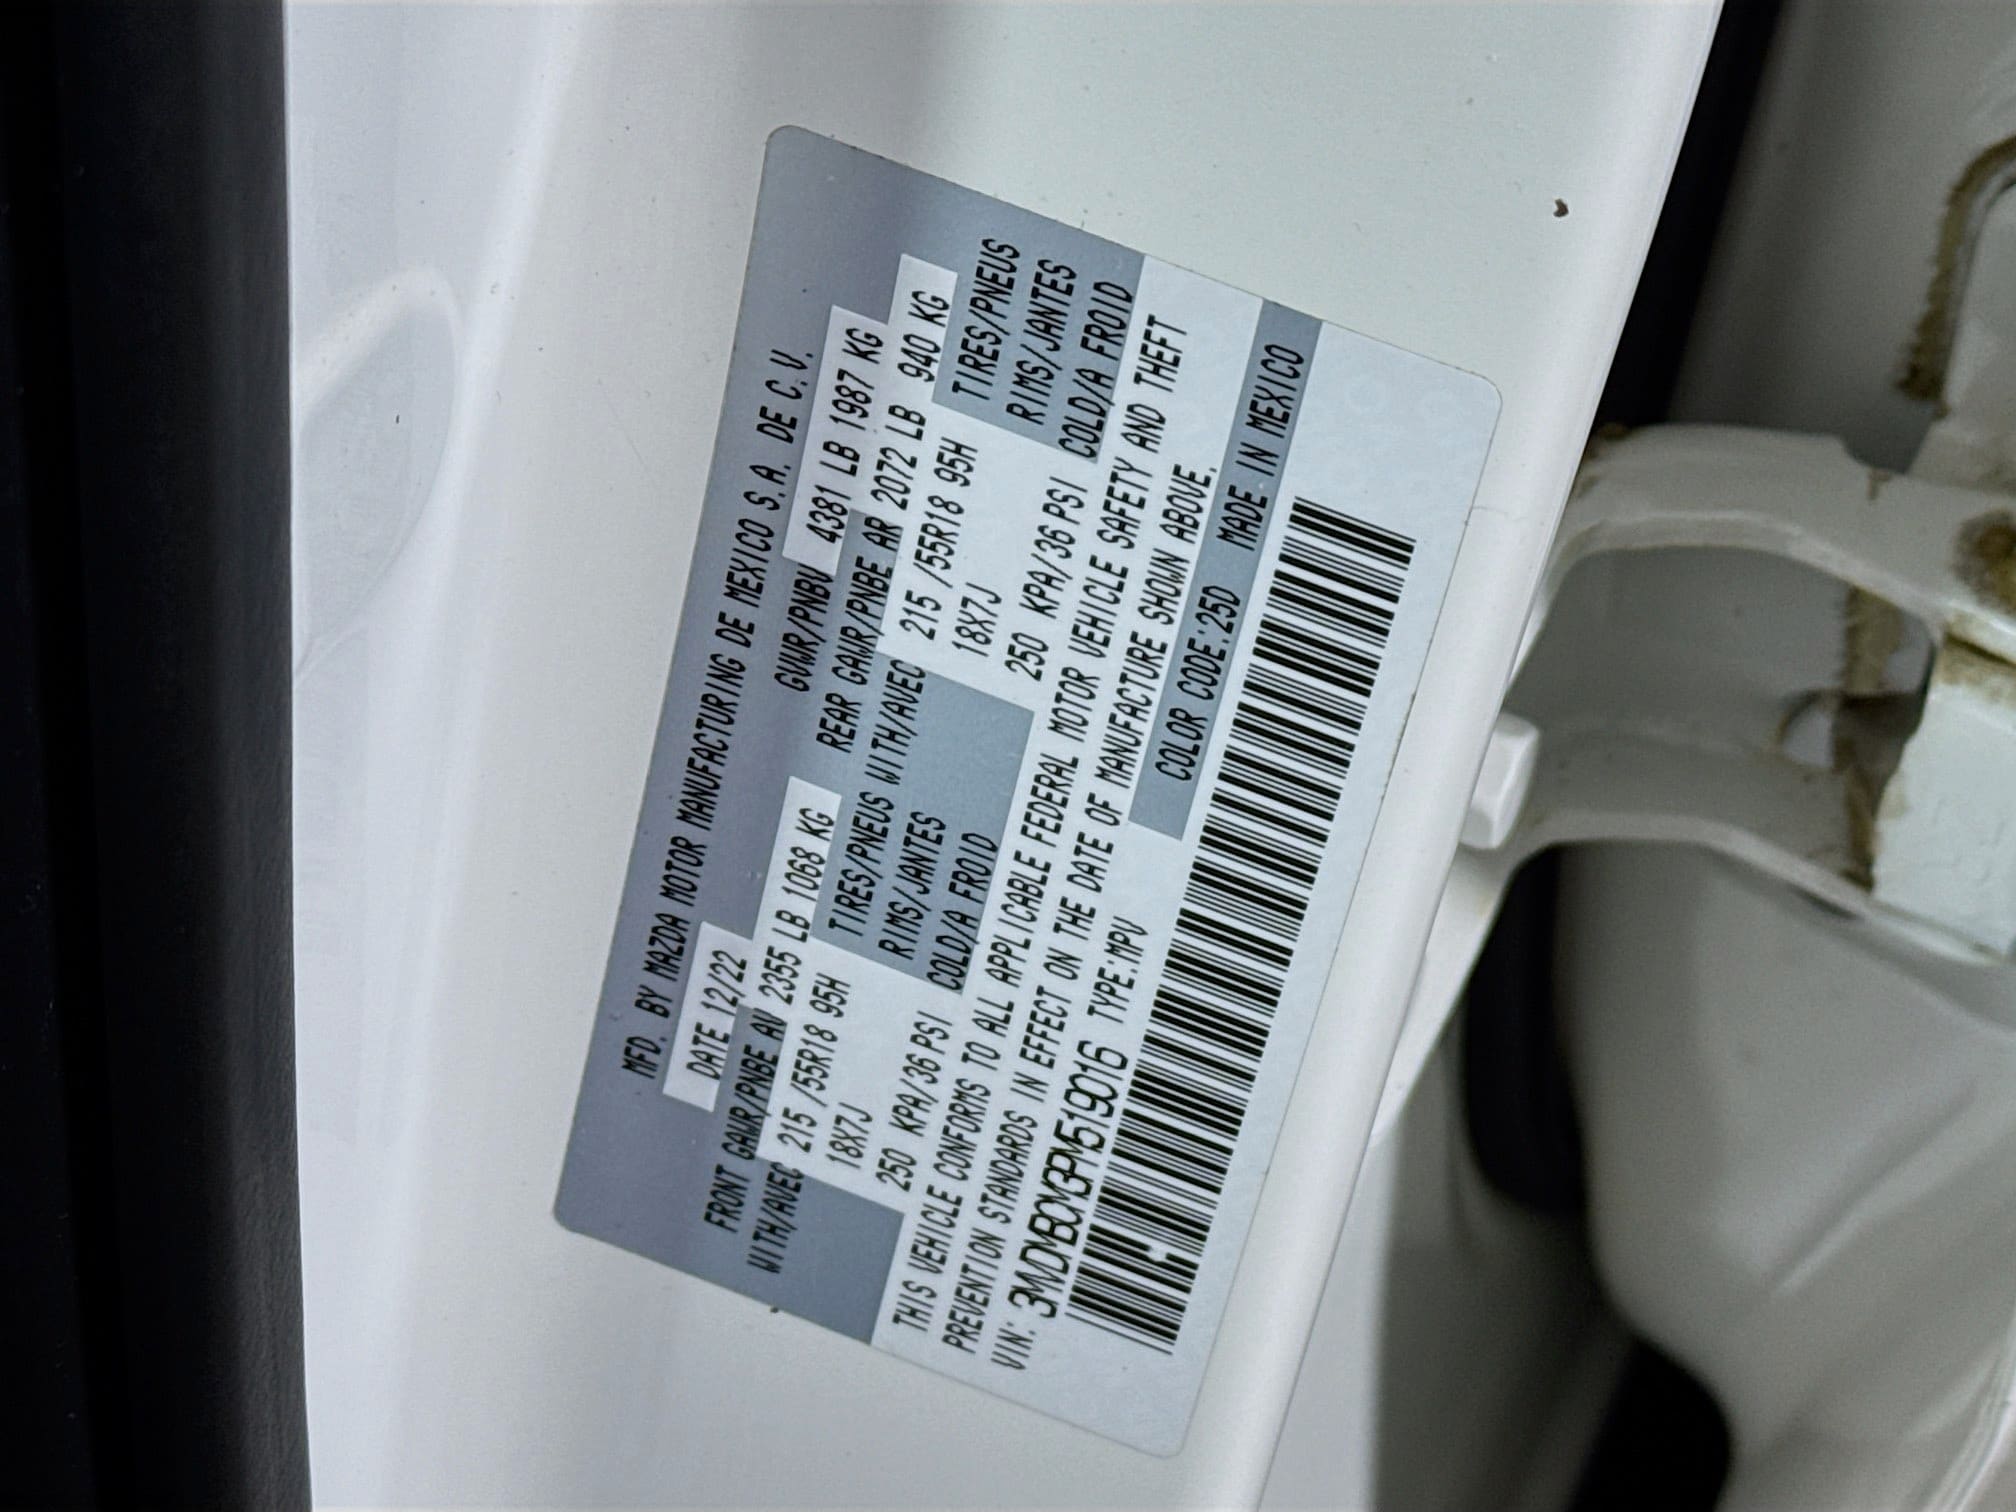 MFD. BY MAZDA MOTOR MANUFACTURING DE MEXICO S.A. DE C.V.
DATE 12/22 GVWR/PNBV 4381 LB 1987 KG
FRONT GAWR/PNBE AV 2355 LB 1068 KG REAR GAWR/PNBE AR 2072 LB 940 KG
WITH/AVEC 215 /55R18 95H TIRES/PNEUS WITH/AVEC 215 /55R18 95H TIRES/PNEUS
18X7J RIMS/JANTES 18X7J RIMS/JANTES
250 KPA/36 PSI COLD/A FROID 250 KPA/36 PSI COLD/A FROID
THIS VEHICLE CONFORMS TO ALL APPLICABLE FEDERAL MOTOR VEHICLE SAFETY AND THEFT
PREVENTION STANDARDS IN EFFECT ON THE DATE OF MANUFACTURE SHOWN ABOVE.
VIN: 3MVDMBCM3PM519016 TYPE:MPV COLOR CODE:25D MADE IN MEXICO